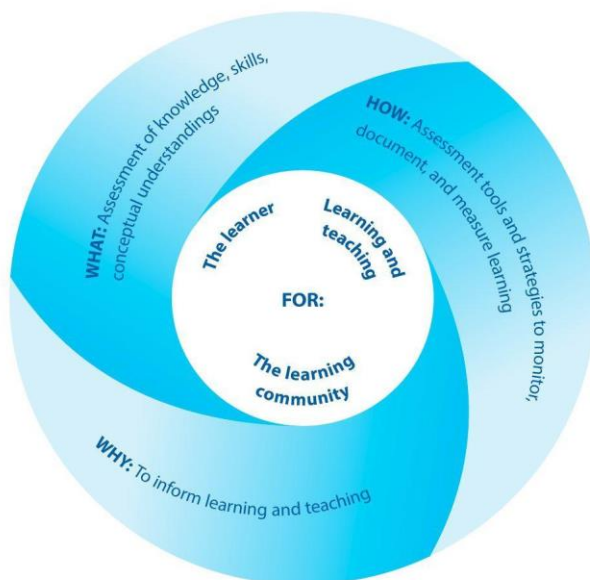 WHAT: Assessment of knowledge, skills,
conceptual understandings
HOW: Assessment tools and strategies to monitor,
document, and measure learning
The learner
Learning and
teaching
FOR:
The learning
community
WHY: To inform learning and teaching